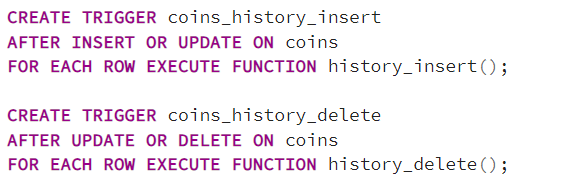 CREATE TRIGGER coins_history_insert
AFTER INSERT OR UPDATE ON coins
FOR EACH ROW EXECUTE FUNCTION history_insert();
CREATE TRIGGER coins_history_delete
AFTER UPDATE OR DELETE ON coins
FOR EACH ROW EXECUTE FUNCTION history_delete();